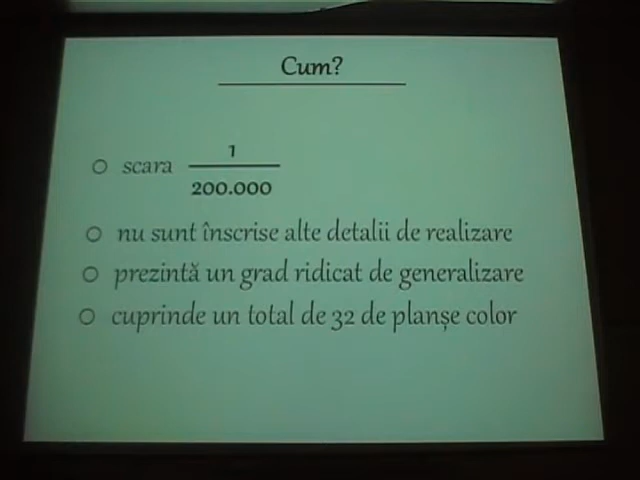 Cum?
scara 1
200.000
nu sunt înscrise alte detalii de realizare
prezintă un grad ridicat de generalizare
cuprinde un total de 32 de planșe color